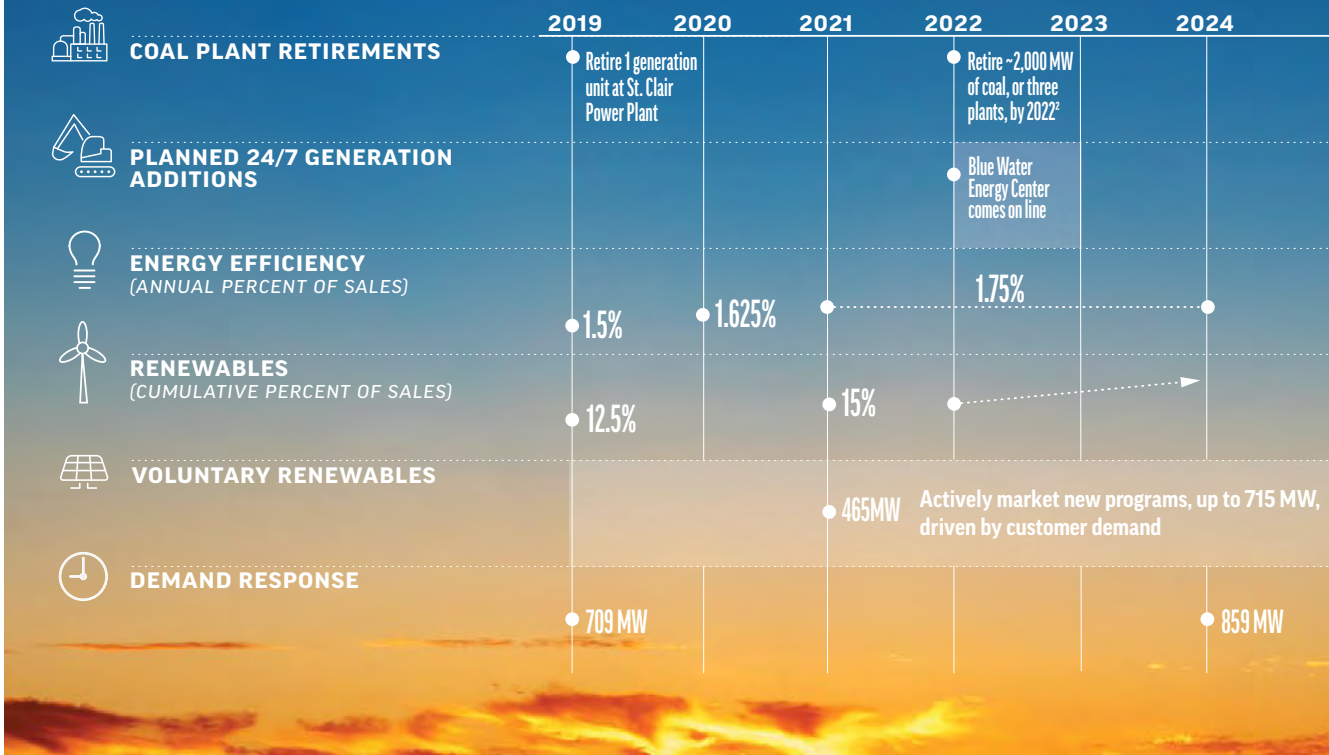 2019 2020 2021 2022 2023 2024
COAL PLANT RETIREMENTS
Retire 1 generation
unit at St. Clair
Power Plant
Retire ~2,000 MW
of coal, or three
plants, by 2022²
PLANNED 24/7 GENERATION
ADDITIONS
Blue Water
Energy Center
comes on line
ENERGY EFFICIENCY
(ANNUAL PERCENT OF SALES)
1.5%
1.625%
1.75%
RENEWABLES
(CUMULATIVE PERCENT OF SALES)
12.5%
15%
VOLUNTARY RENEWABLES
465MW
Actively market new programs, up to 715 MW,
driven by customer demand
DEMAND RESPONSE
709 MW
859 MW